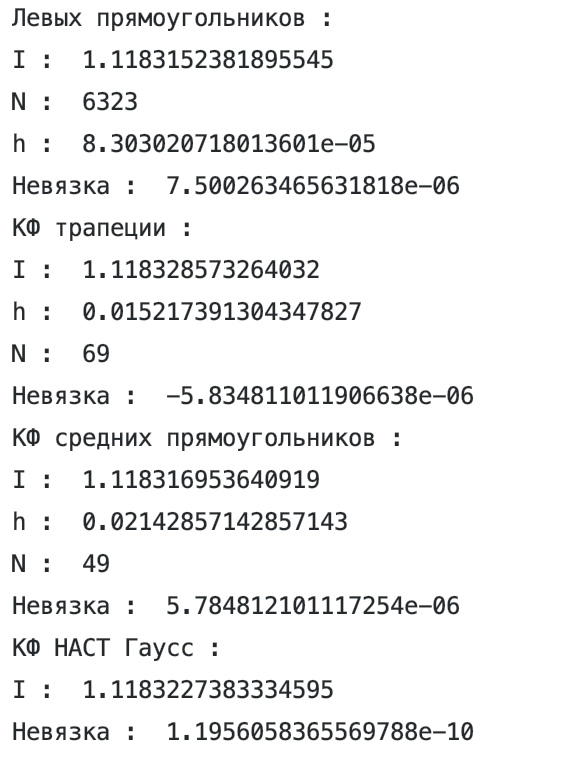 Левых прямоугольников :
I :  1.1183152381895545
N :  6323
h :  8.303020718013601e-05
Невязка :  7.500263465631818e-06
КФ трапеции :
I :  1.118328573264032
h :  0.015217391304347827
N :  69
Невязка :  -5.834811011906638e-06
КФ средних прямоугольников :
I :  1.118316953640919
h :  0.02142857142857143
N :  49
Невязка :  5.784812101117254e-06
КФ НАСТ Гаусс :
I :  1.1183227383334595
Невязка :  1.1956058365569788e-10